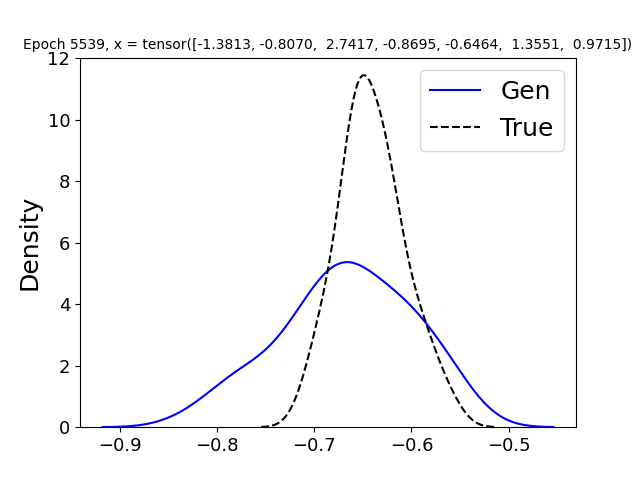 Epoch 5539, x = tensor([-1.3813, -0.8070,  2.7417, -0.8695, -0.6464,  1.3551,  0.9715])
12
10
8
6
4
2
0
Density
Gen
True
−0.9 −0.8 −0.7 −0.6 −0.5